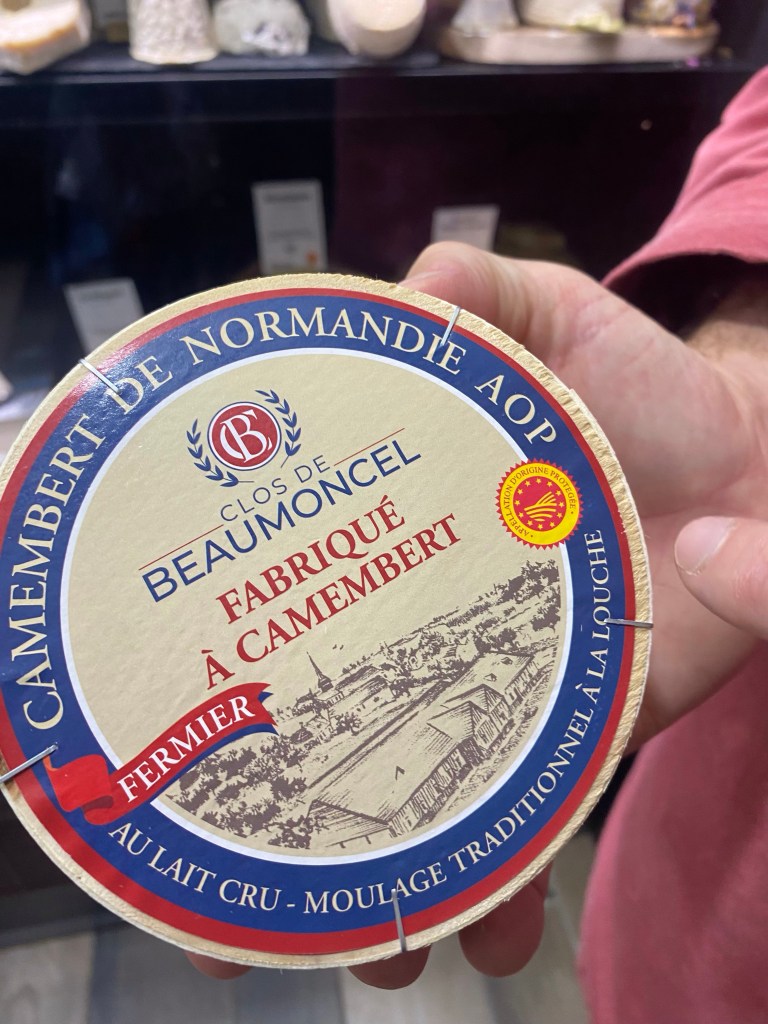 CAMEMBERT DE NORMANDIE AOP
CB
CLOS DE
BEAUMONCEL
FABRIQUÉ
À CAMEMBERT
APPELLATION D'ORIGINE PROTÉGÉE
FERMIER
AU LAIT CRU - MOULAGE TRADITIONNEL À LA LOUCHE